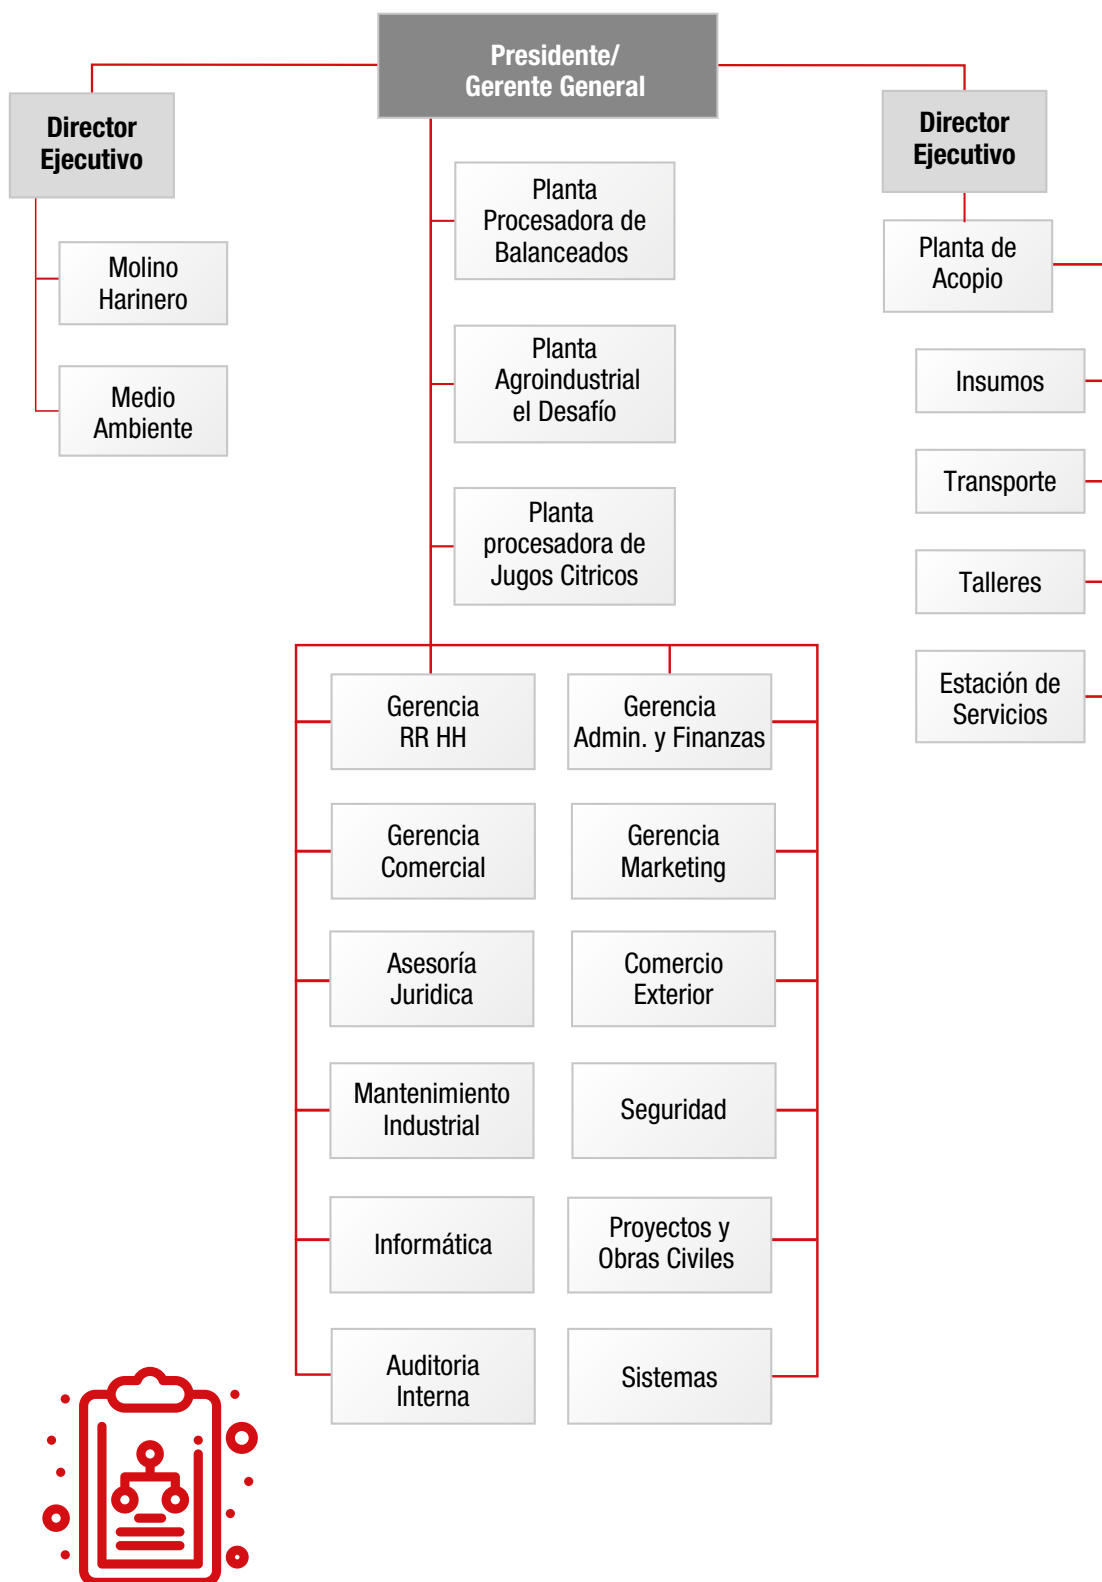 Presidente/
Gerente General
Director
Ejecutivo
Molino
Harinero
Medio
Ambiente
Planta
Procesadora de
Balanceados
Planta
Agroindustrial
el Desafío
Planta
procesadora de
Jugos Citricos
Director
Ejecutivo
Planta de
Acopio
Insumos
Transporte
Talleres
Estación de
Servicios
Gerencia
RR HH
Gerencia
Admin. y Finanzas
Gerencia
Comercial
Gerencia
Marketing
Asesoría
Juridica
Comercio
Exterior
Mantenimiento
Industrial
Seguridad
Informática
Proyectos y
Obras Civiles
Auditoria
Interna
Sistemas